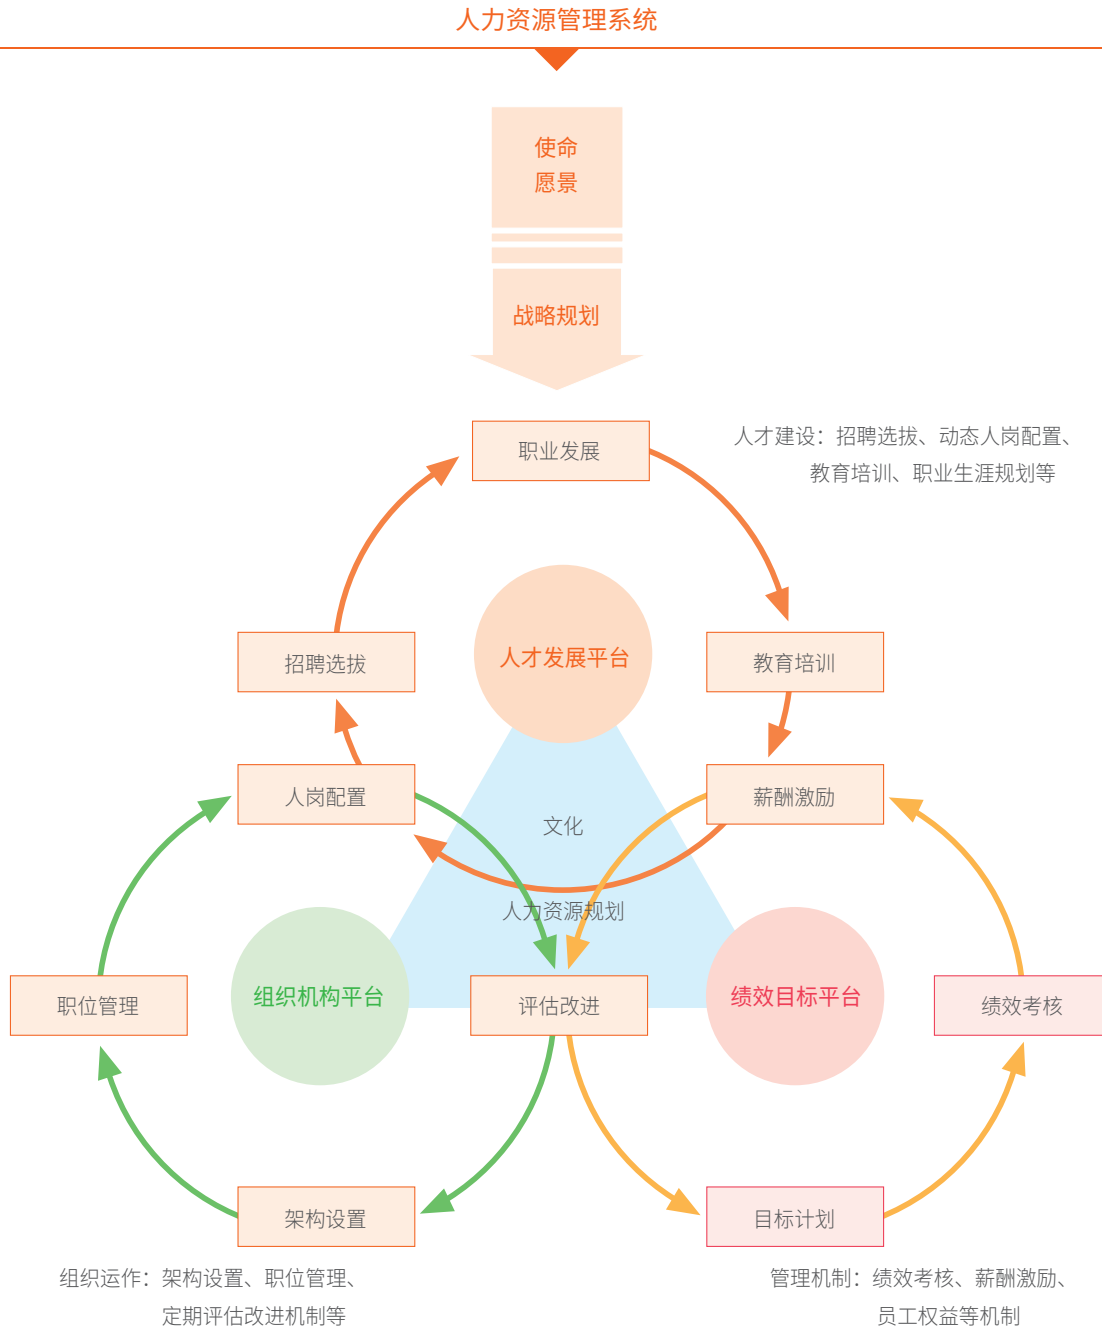 人力资源管理系统
使命
愿景
战略规划
职业发展
人才建设：招聘选拔、动态人岗配置、
教育培训、职业生涯规划等
招聘选拔
人才发展平台
教育培训
人岗配置
薪酬激励
文化
人力资源规划
职位管理
组织机构平台
评估改进
绩效目标平台
绩效考核
架构设置
目标计划
组织运作：架构设置、职位管理、
定期评估改进机制等
管理机制：绩效考核、薪酬激励、
员工权益等机制